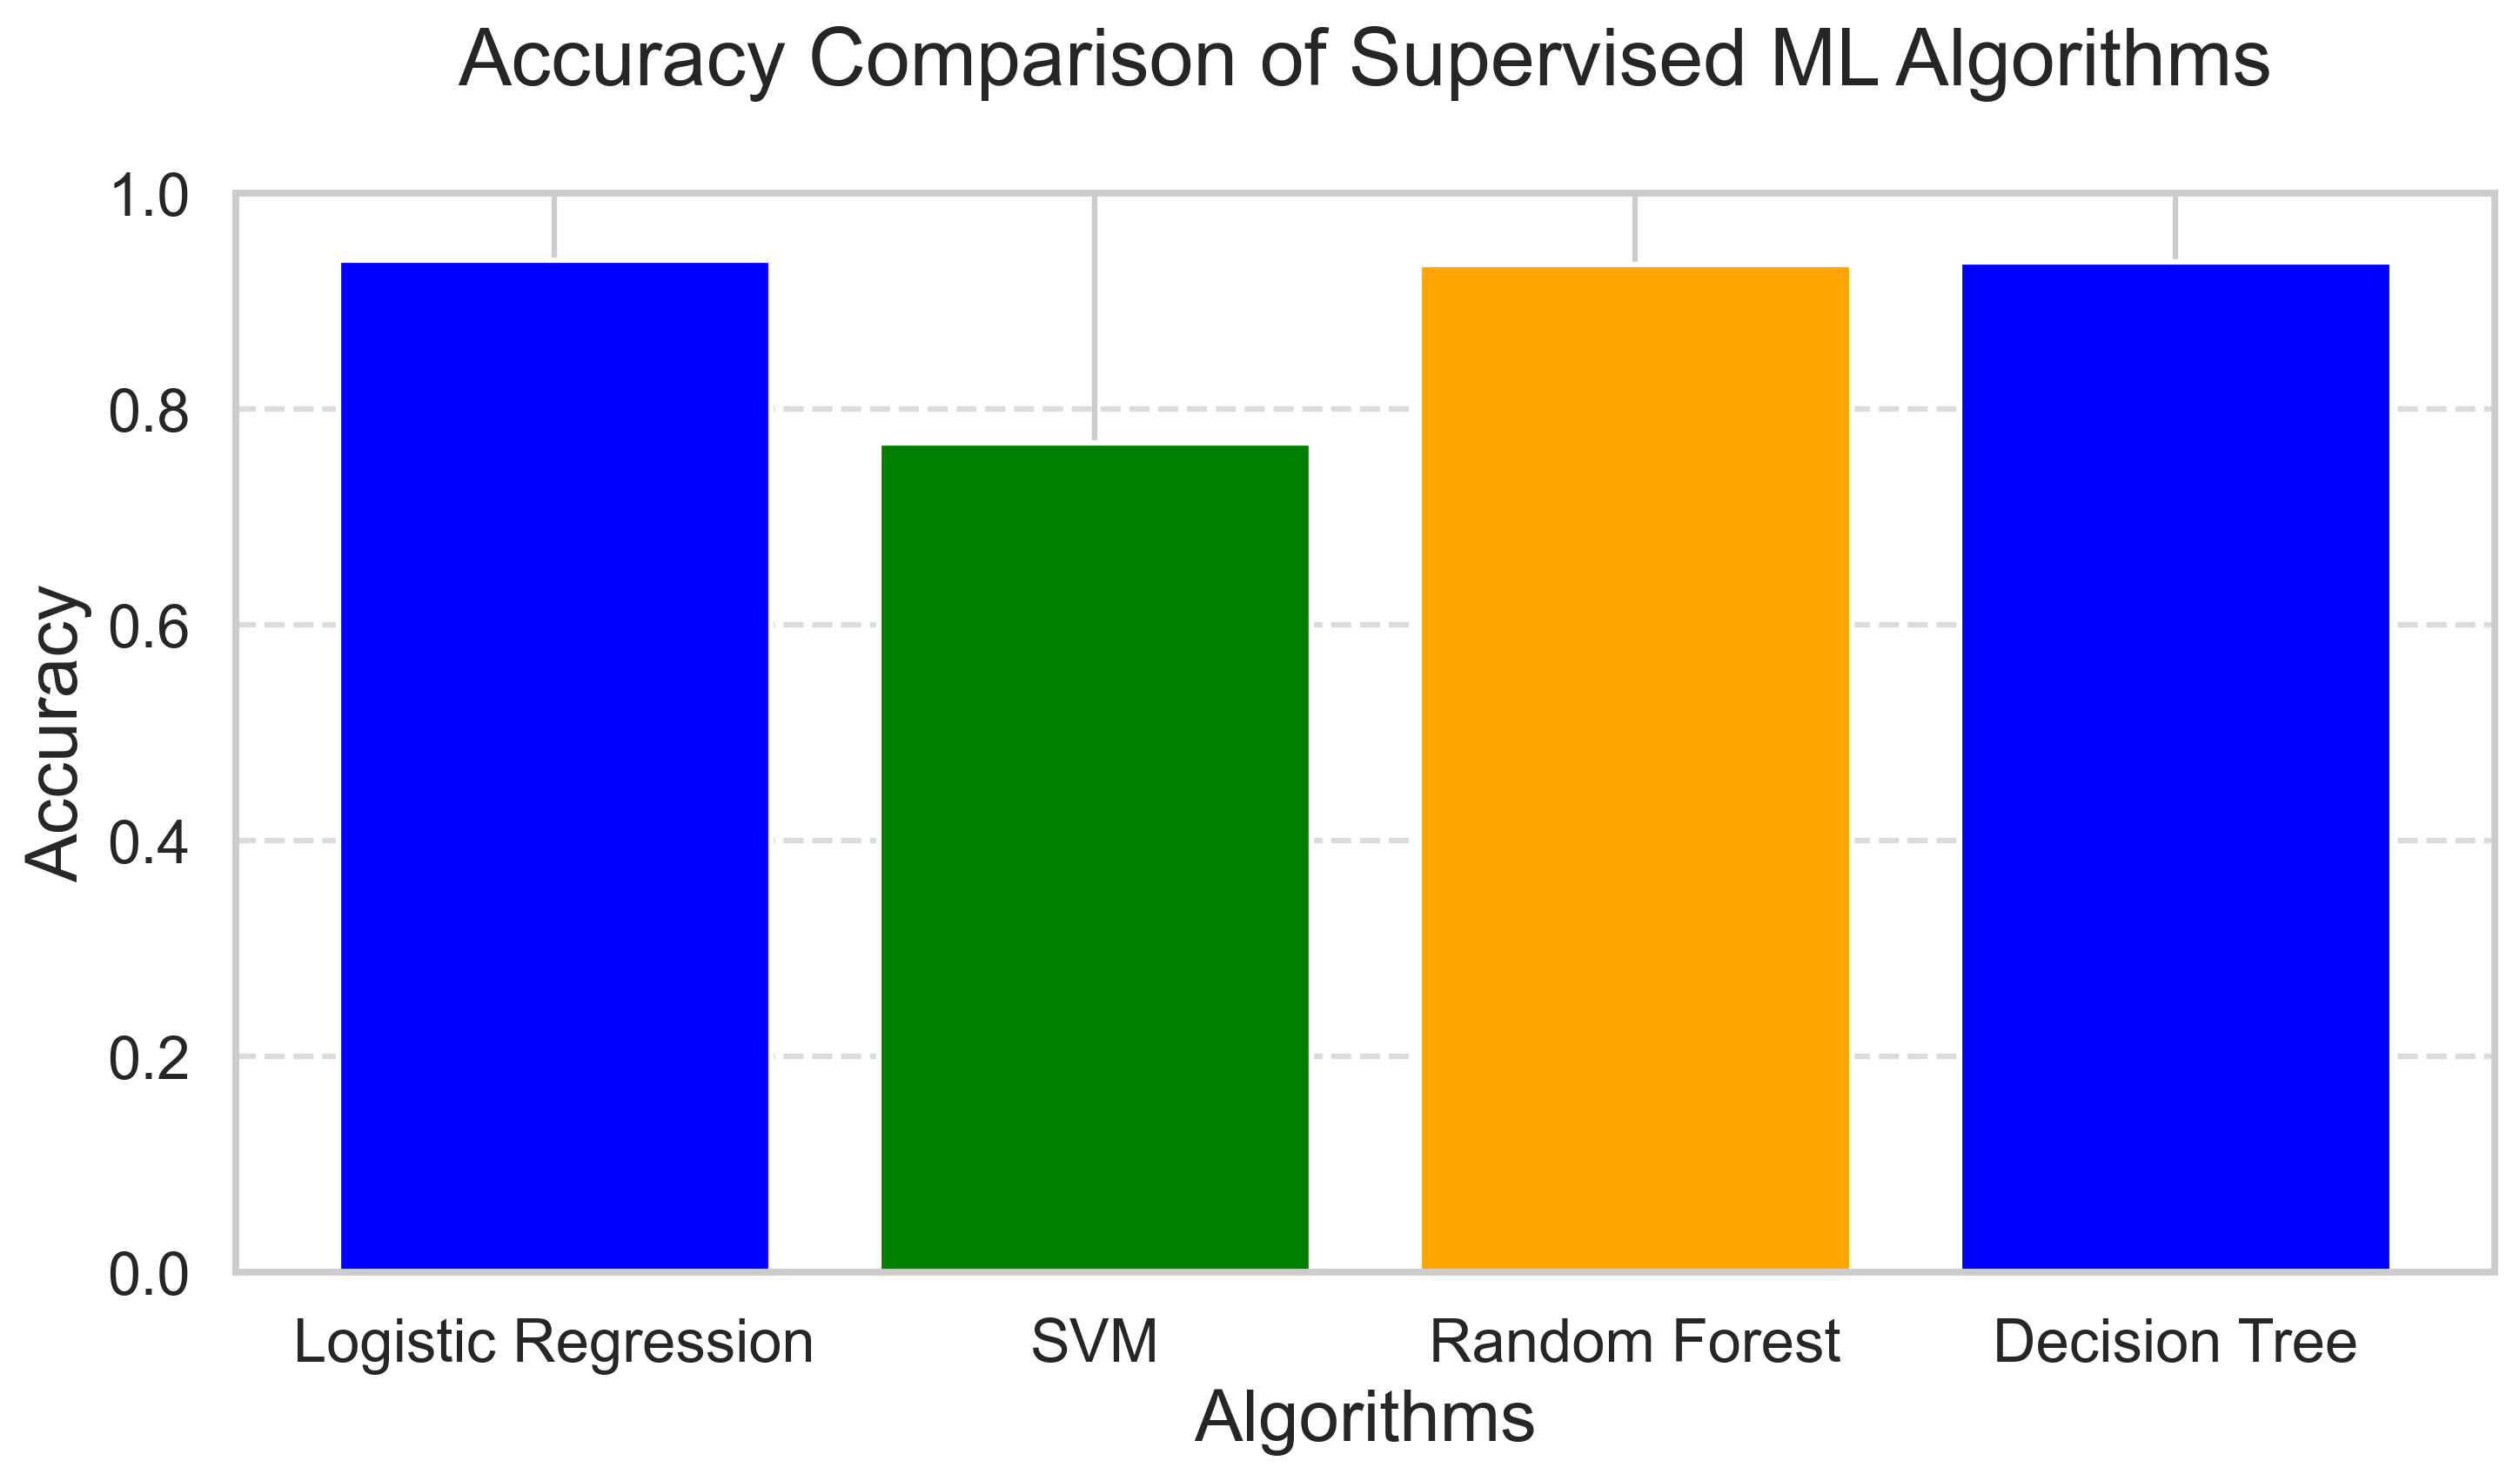 Accuracy Comparison of Supervised ML Algorithms
1.0
0.8
0.6
0.4
0.2
0.0
Accuracy
Logistic Regression SVM Random Forest Decision Tree
Algorithms